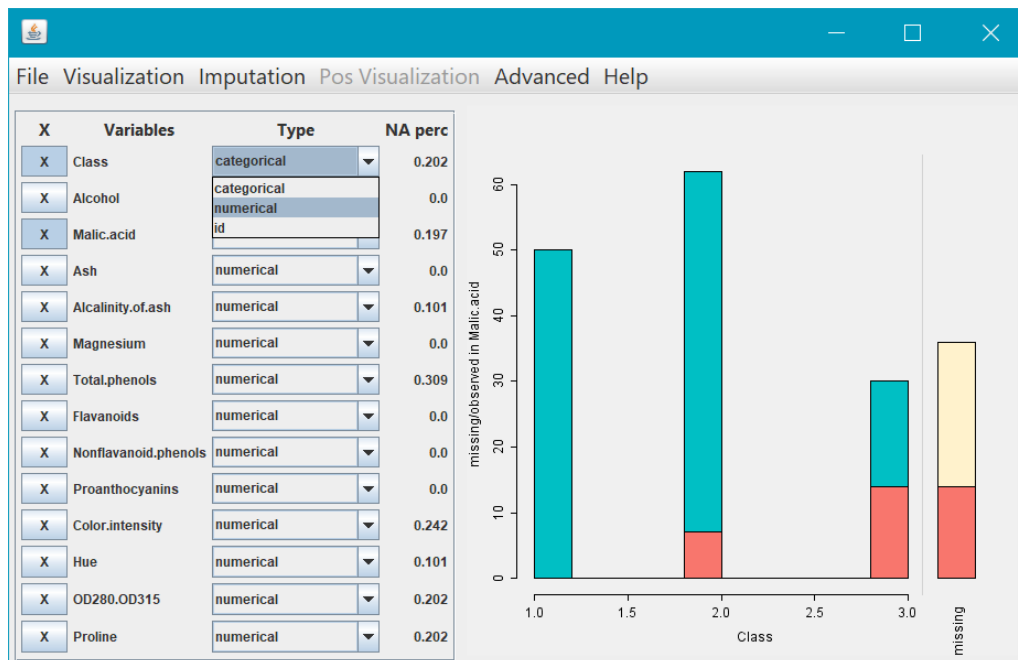 File Visualization Imputation Pos Visualization Advanced Help
X Variables Type NA perc
X Class categorical 0.202
categorical
X Alcohol 0.0
numerical
id
X Malic.acid 0.197
X Ash numerical 0.0
X Alcalinity.of.ash numerical 0.101
X Magnesium numerical 0.0
X Total.phenols numerical 0.309
X Flavanoids numerical 0.0
X Nonflavanoid.phenols numerical 0.0
X Proanthocyanins numerical 0.0
X Color.intensity numerical 0.242
X Hue numerical 0.101
X OD280.OD315 numerical 0.202
X Proline numerical 0.202
missing/observed in Malic.acid
60
50
40
30
20
10
0
1.0 1.5 2.0 2.5 3.0
Class
missing